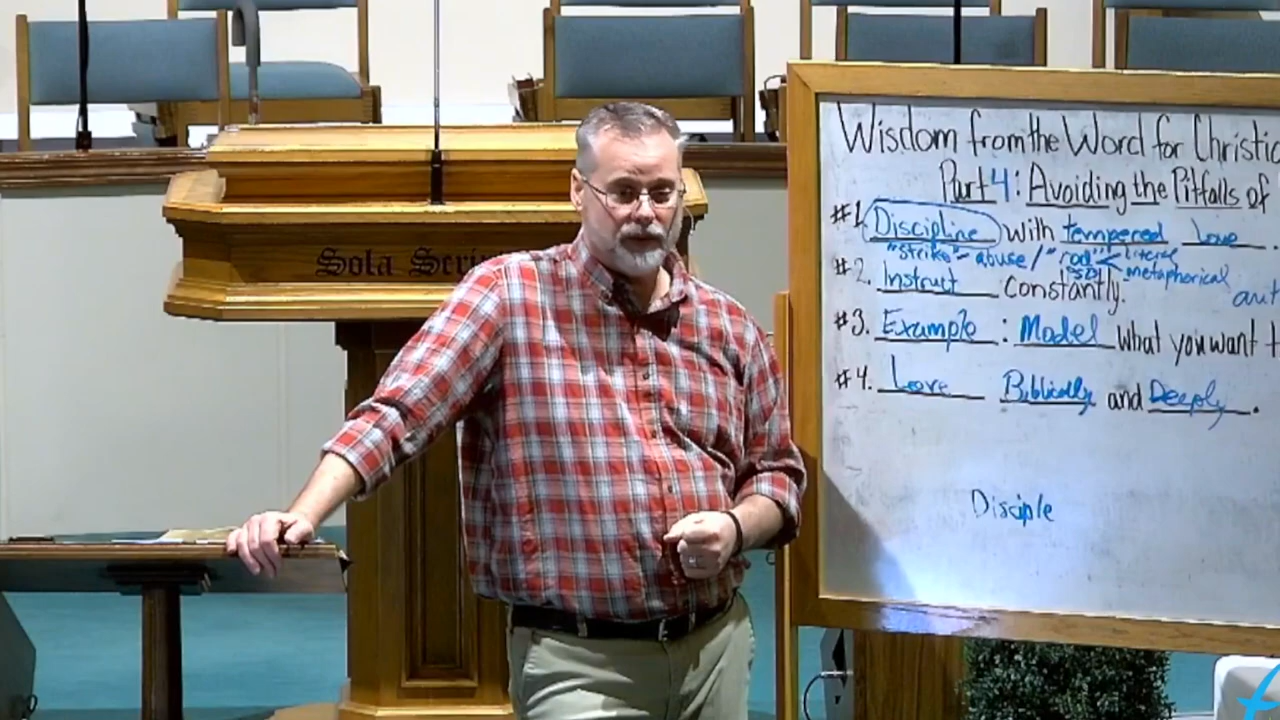 Sola Scri
Wisdom from the Word for Christia
Part 4: Avoiding the Pitfalls of
#1. Discipline with tempered Love.
"strike" - abuse / "rod" < literal
metaphorical
#2. Instruct constantly.
aut
#3. Example : Model what you want t
#4. Love Biblically and Deeply.
Disciple